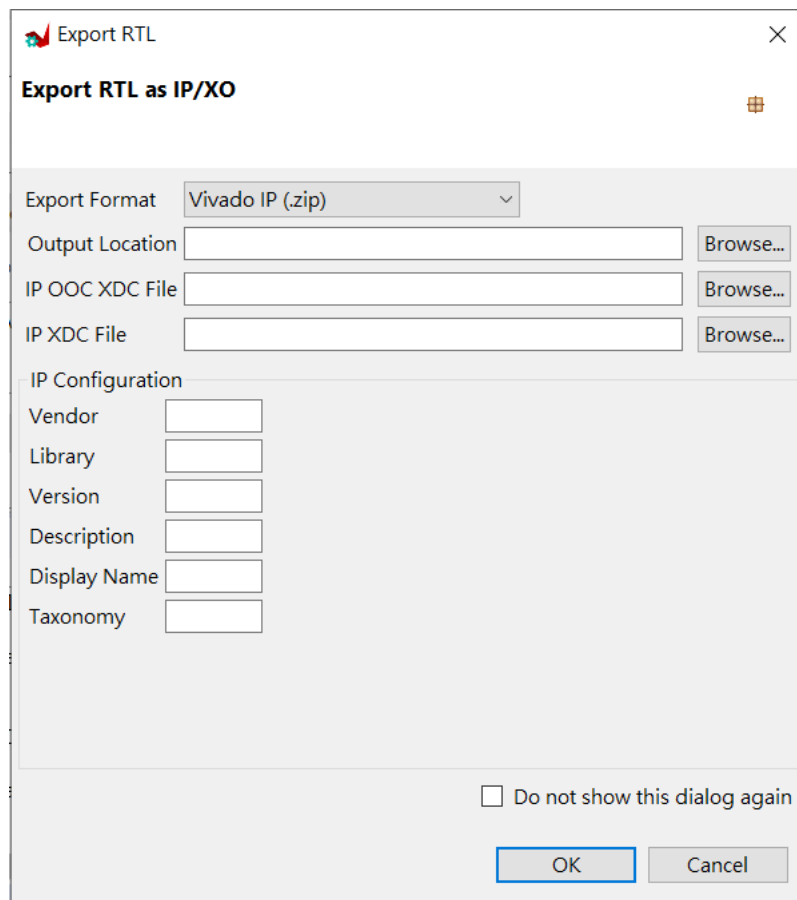 Export RTL
Export RTL as IP/XO
Export Format Vivado IP (.zip)
Output Location Browse...
IP OOC XDC File Browse...
IP XDC File Browse...
IP Configuration
Vendor
Library
Version
Description
Display Name
Taxonomy
Do not show this dialog again
OK Cancel